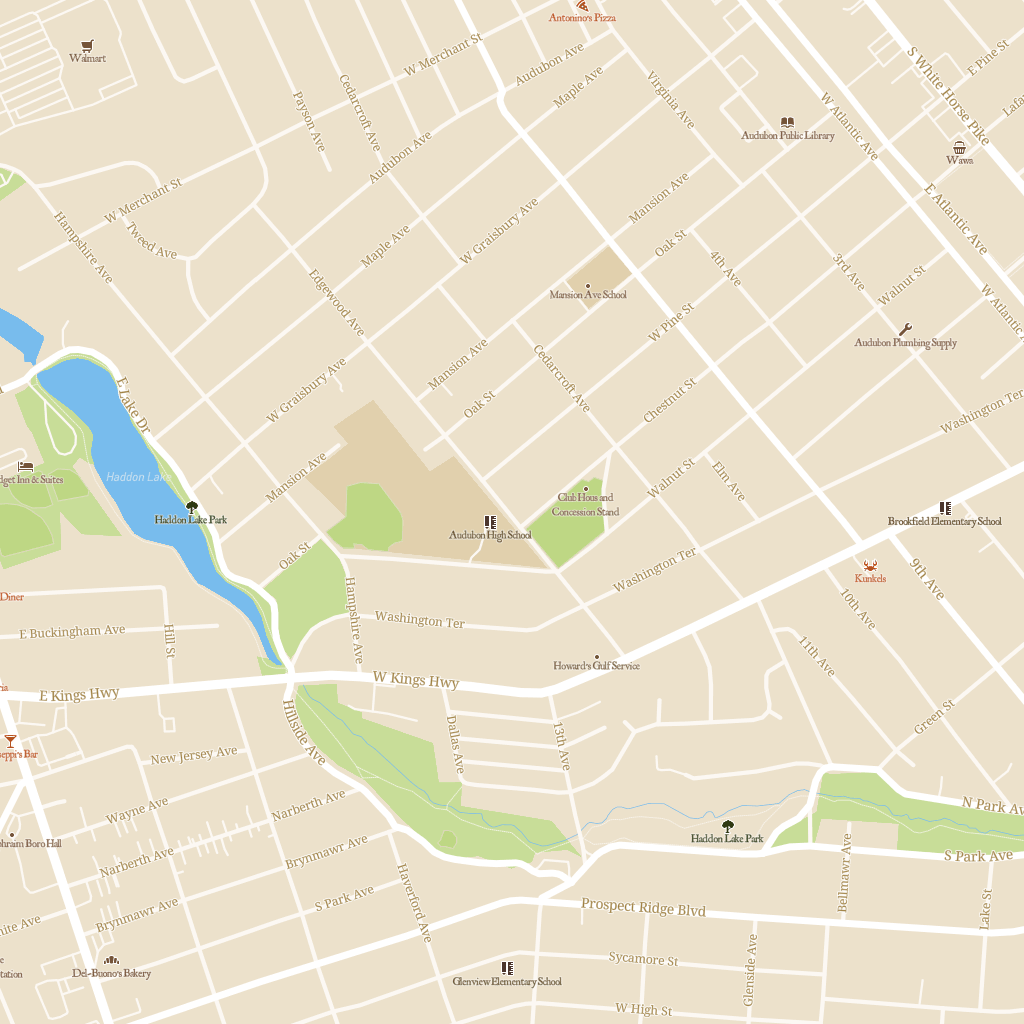 Antonino's Pizza
Walmart
W Merchant St
Audubon Ave
Maple Ave
Virginia Ave
S White Horse Pike
E Pine St
Cedarcroft Ave
Payson Ave
Audubon Ave
Audubon Public Library
W Atlantic Ave
Wawa
W Merchant St
Hampshire Ave
Tweed Ave
Maple Ave
W Graisbury Ave
Mansion Ave
Oak St
E Atlantic Ave
4th Ave
3rd Ave
Walnut St
Edgewood Ave
Mansion Ave School
W Pine St
Audubon Plumbing Supply
E Lake Dr
W Graisbury Ave
Mansion Ave
Oak St
Cedarcroft Ave
Chestnut St
Washington Ter
Haddon Lake
Mansion Ave
Walnut St
Elm Ave
Club Hous and
Concession Stand
Haddon Lake Park
Audubon High School
Brookfield Elementary School
Oak St
Hampshire Ave
Washington Ter
Washington Ter
Kunkels
9th Ave
10th Ave
11th Ave
Diner
E Buckingham Ave
Hill St
Howard's Gulf Service
E Kings Hwy
W Kings Hwy
Hillside Ave
Dallas Ave
13th Ave
Green St
New Jersey Ave
Wayne Ave
Narberth Ave
Narberth Ave
Brynmawr Ave
Brynmawr Ave
S Park Ave
Haverford Ave
Haddon Lake Park
N Park Av
S Park Ave
Bellmawr Ave
Lake St
Prospect Ridge Blvd
Del-Buono's Bakery
Glenview Elementary School
Sycamore St
Glenside Ave
W High St